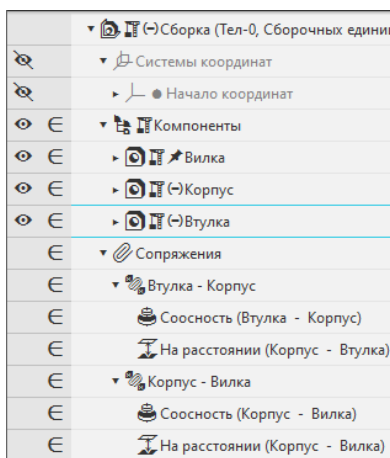 (-)Сборка (Тел-0, Сборочных
Системы координат
Начало координат
Компоненты
Вилка
(-)Корпус
(-)Втулка
Сопряжения
Втулка - Корпус
Соосность (Втулка - Корпус)
На расстоянии (Корпус - Втулка)
Корпус - Вилка
Соосность (Корпус - Вилка)
На расстоянии (Корпус - Вилка)